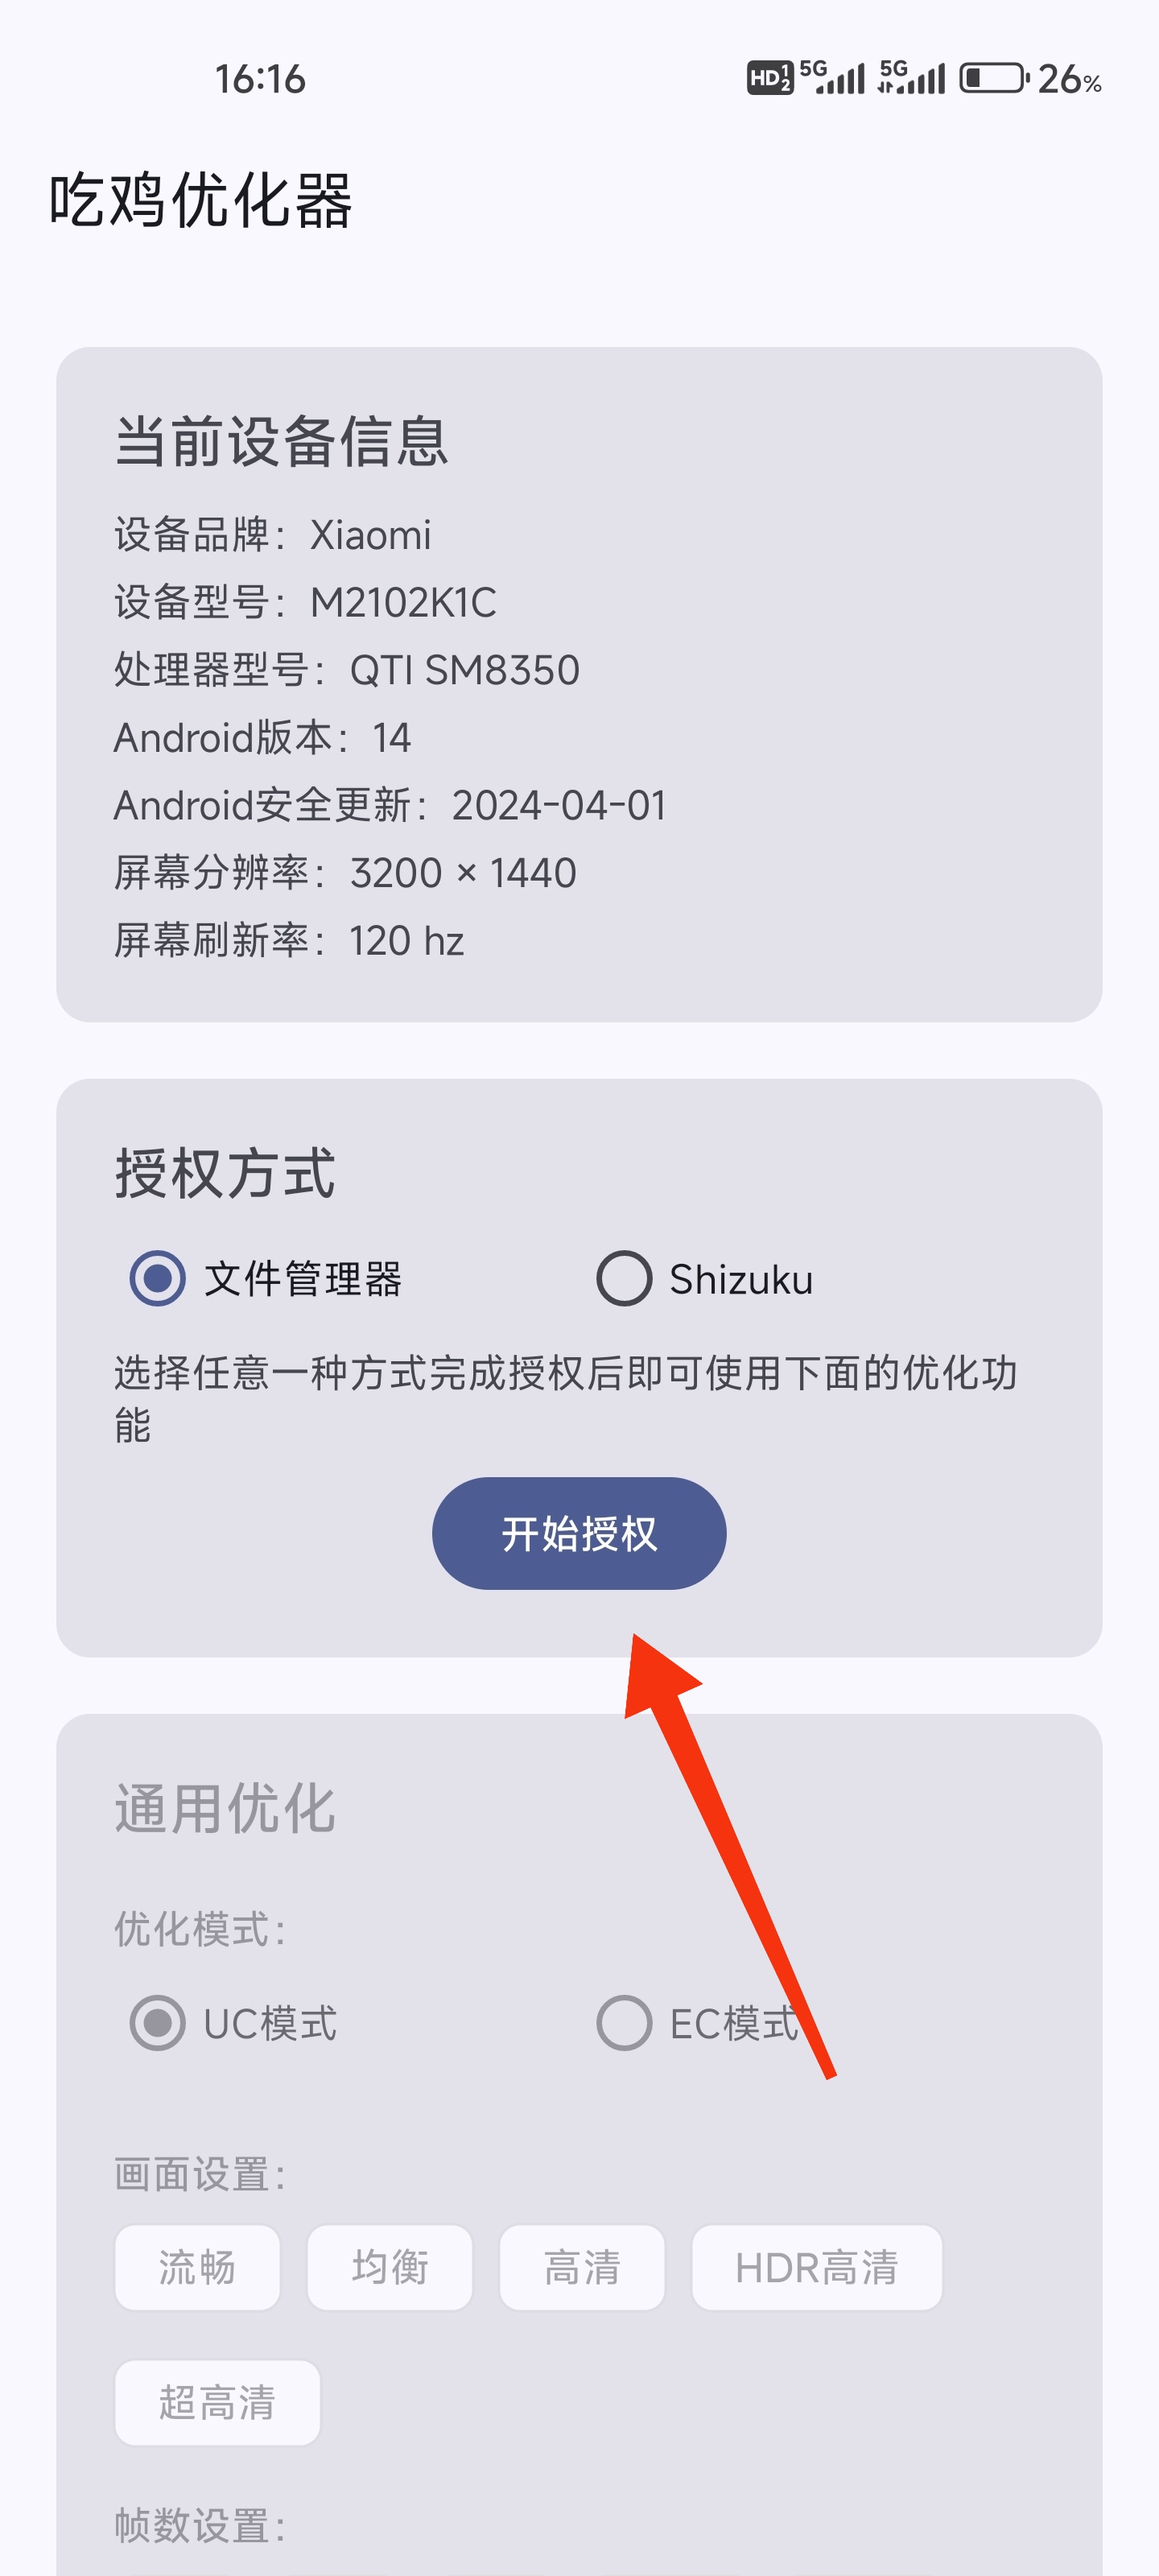 16:16
HD 1 2 5G 5G 26%
吃鸡优化器
当前设备信息
设备品牌：Xiaomi
设备型号：M2102K1C
处理器型号：QTI SM8350
Android版本：14
Android安全更新：2024-04-01
屏幕分辨率：3200 × 1440
屏幕刷新率：120 hz
授权方式
文件管理器 Shizuku
选择任意一种方式完成授权后即可使用下面的优化功
能
开始授权
通用优化
优化模式：
UC模式 EC模式
画面设置：
流畅 均衡 高清 HDR高清
超高清
帧数设置：